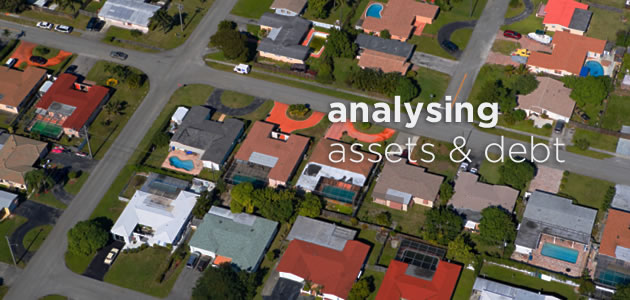 analysing
assets & debt